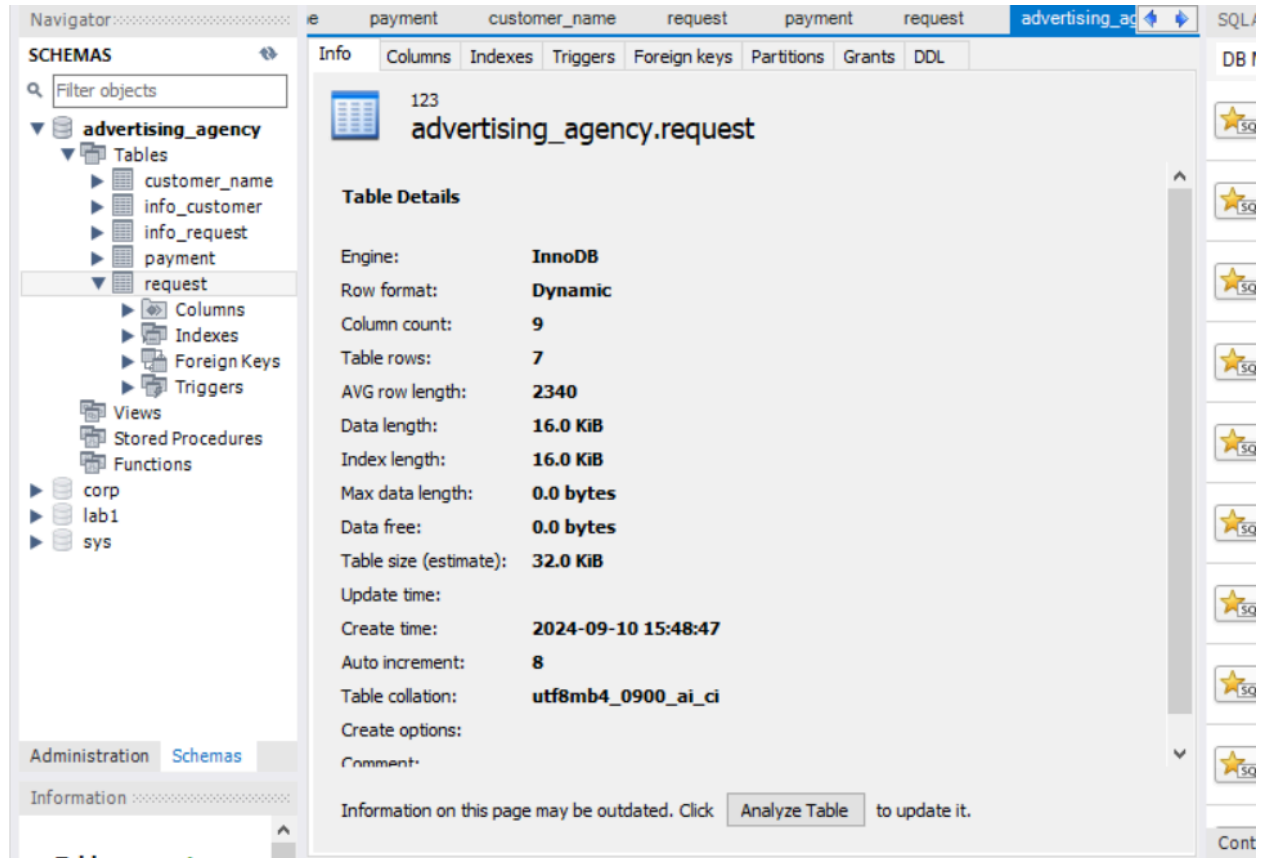 Navigator
SCHEMAS
Filter objects
advertising_agency
Tables
customer_name
info_customer
info_request
payment
request
Columns
Indexes
Foreign Keys
Triggers
Views
Stored Procedures
Functions
corp
lab1
sys
Administration Schemas
Information
payment customer_name request payment request
Info Columns Indexes Triggers Foreign keys Partitions Grants DDL
123
advertising_agency.request
Table Details
Engine: InnoDB
Row format: Dynamic
Column count: 9
Table rows: 7
AVG row length: 2340
Data length: 16.0 KiB
Index length: 16.0 KiB
Max data length: 0.0 bytes
Data free: 0.0 bytes
Table size (estimate): 32.0 KiB
Update time:
Create time: 2024-09-10 15:48:47
Auto increment: 8
Table collation: utf8mb4_0900_ai_ci
Create options:
Comment:
Information on this page may be outdated. Click Analyze Table to update it.